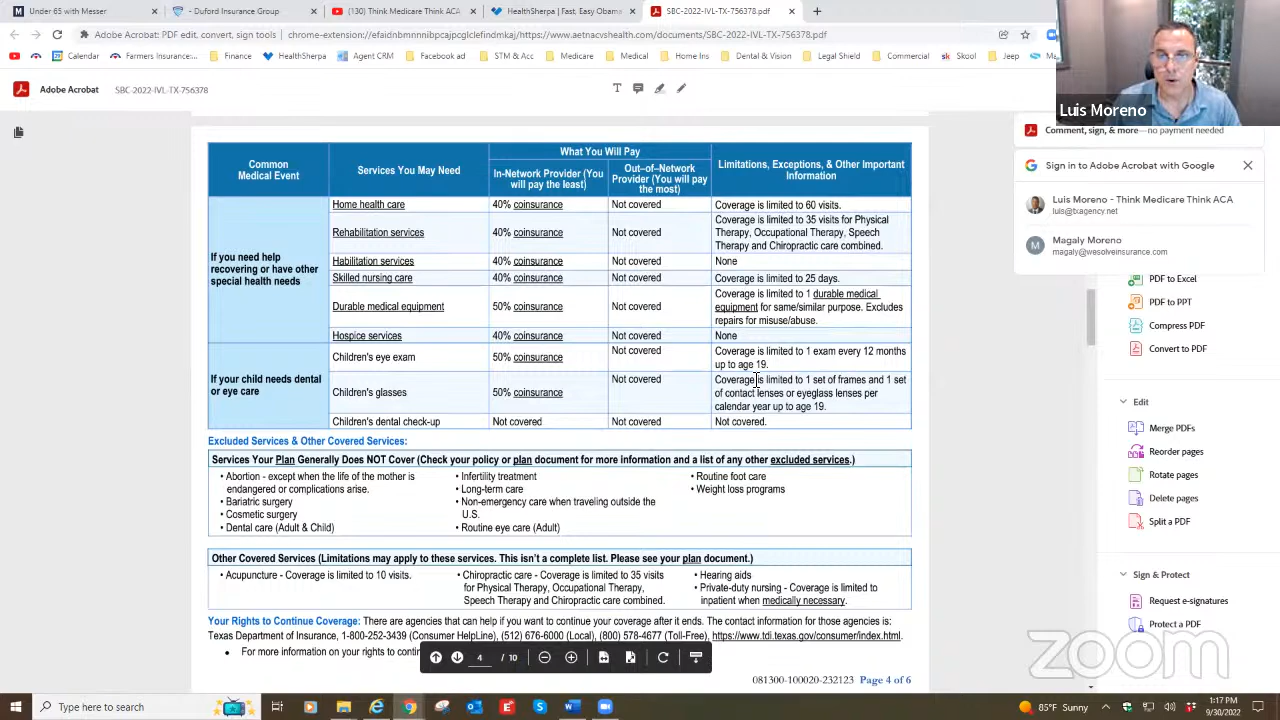 Under 65 with Messer
- Duford Insurance Group
(130) Think Medicare Think ACA
HealthSherpa | Fast, Easy Obama
SBC-2022-IVL-TX-756378.pdf
Adobe Acrobat: PDF edit, convert, sign tools | chrome-extension://efaidnbmnnnibpcajpcglclefindmkaj/https://www.aetnacvshealth.com/documents/SBC-2022-IVL-TX-756378.pdf
Calendar
Farmers Insurance:...
Finance
HealthSherpa
Agent CRM
Facebook ads
STM & Acc
Medicare
Medical
Home Ins
Dental & Vision
Legal Shield
Commercial
Skool
Jeep
Adobe Acrobat
SBC-2022-IVL-TX-756378
Luis Moreno
Comment, sign, & more—no payment needed
Sign in to Adobe Acrobat with Google
Luis Moreno - Think Medicare Think ACA
luis@txagency.net
M
Magaly Moreno
magaly@wesolveinsurance.com
PDF to Excel
PDF to PPT
Compress PDF
Convert to PDF
Edit
Merge PDFs
Reorder pages
Rotate pages
Delete pages
Split a PDF
Sign & Protect
Request e-signatures
Protect a PDF
Common
Medical Event
Services You May Need
What You Will Pay
In-Network Provider (You
will pay the least)
Out–of–Network
Provider (You will pay
the most)
Limitations, Exceptions, & Other Important
Information
If you need help
recovering or have other
special health needs
Home health care
40% coinsurance
Not covered
Coverage is limited to 60 visits.
Rehabilitation services
40% coinsurance
Not covered
Coverage is limited to 35 visits for Physical
Therapy, Occupational Therapy, Speech
Therapy and Chiropractic care combined.
Habilitation services
40% coinsurance
Not covered
None
Skilled nursing care
40% coinsurance
Not covered
Coverage is limited to 25 days.
Durable medical equipment
50% coinsurance
Not covered
Coverage is limited to 1 durable medical
equipment for same/similar purpose. Excludes
repairs for misuse/abuse.
Hospice services
40% coinsurance
Not covered
None
If your child needs dental
or eye care
Children's eye exam
50% coinsurance
Not covered
Coverage is limited to 1 exam every 12 months
up to age 19.
Children's glasses
50% coinsurance
Not covered
Coverage is limited to 1 set of frames and 1 set
of contact lenses or eyeglass lenses per
calendar year up to age 19.
Children's dental check-up
Not covered
Not covered
Not covered.
Excluded Services & Other Covered Services:
Services Your Plan Generally Does NOT Cover (Check your policy or plan document for more information and a list of any other excluded services.)
• Abortion - except when the life of the mother is
endangered or complications arise.
• Bariatric surgery
• Cosmetic surgery
• Dental care (Adult & Child)
• Infertility treatment
• Long-term care
• Non-emergency care when traveling outside the
U.S.
• Routine eye care (Adult)
• Routine foot care
• Weight loss programs
Other Covered Services (Limitations may apply to these services. This isn't a complete list. Please see your plan document.)
• Acupuncture - Coverage is limited to 10 visits.
• Chiropractic care - Coverage is limited to 35 visits
for Physical Therapy, Occupational Therapy,
Speech Therapy and Chiropractic care combined.
• Hearing aids
• Private-duty nursing - Coverage is limited to
inpatient when medically necessary.
Your Rights to Continue Coverage: There are agencies that can help if you want to continue your coverage after it ends. The contact information for those agencies is:
Texas Department of Insurance, 1-800-252-3439 (Consumer HelpLine), (512) 676-6000 (Local), (800) 578-4677 (Toll-Free), https://www.tdi.texas.gov/consumer/index.html.
• For more information on your rights to contin
4 / 10
081300-100020-232123 Page 4 of 6
zoom
Type here to search
85°F Sunny
1:17 PM
9/30/2022